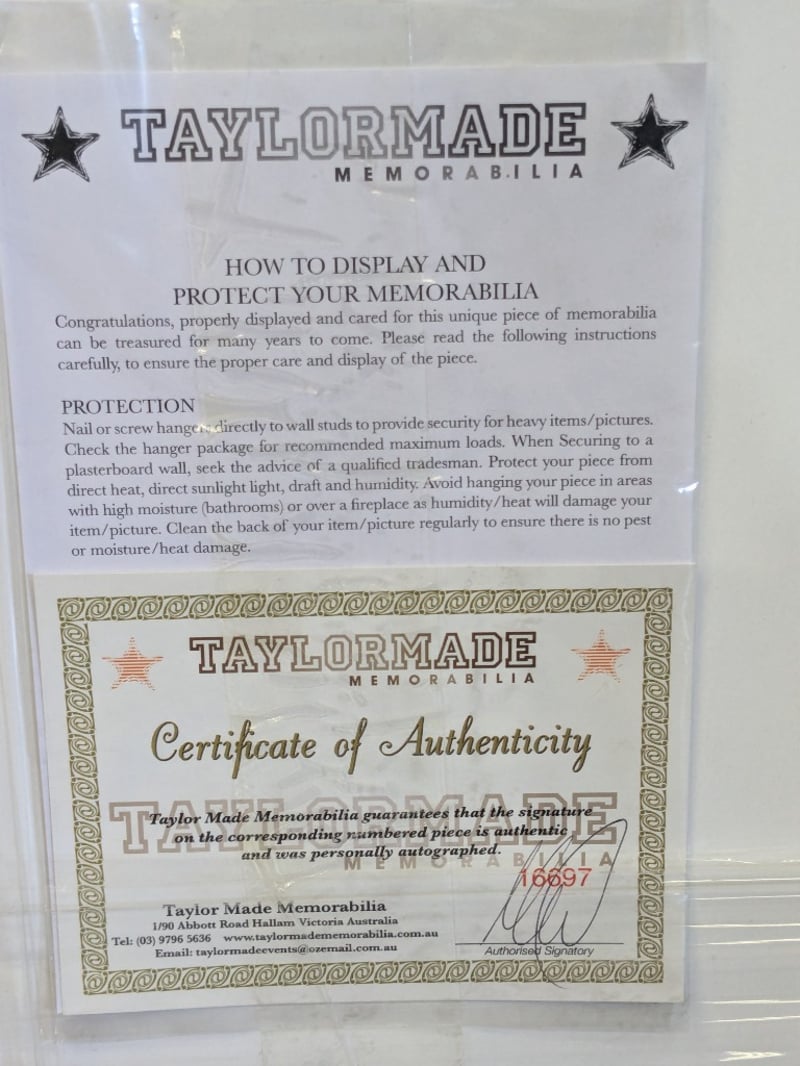 TAYLORMADE
MEMORABILIA
HOW TO DISPLAY AND
PROTECT YOUR MEMORABILIA
Congratulations, properly displayed and cared for this unique piece of memorabilia
can be treasured for many years to come. Please read the following instructions
carefully, to ensure the proper care and display of the piece.
PROTECTION
Nail or screw hangers directly to wall studs to provide security for heavy items/pictures.
Check the hanger package for recommended maximum loads. When Securing to a
plasterboard wall, seek the advice of a qualified tradesman. Protect your piece from
direct heat, direct sunlight light, draft and humidity. Avoid hanging your piece in areas
with high moisture (bathrooms) or over a fireplace as humidity/heat will damage your
item/picture. Clean the back of your item/picture regularly to ensure there is no pest
or moisture/heat damage.
TAYLORMADE
MEMORABILIA
Certificate of Authenticity
TAYLORMADE
MEMORABILIA
Taylor Made Memorabilia guarantees that the signature
on the corresponding numbered piece is authentic
and was personally autographed.
16697
Taylor Made Memorabilia
1/90 Abbott Road Hallam Victoria Australia
Tel: (03) 9796 5636 www.taylormadememorabilia.com.au
Email: taylormadeevents@ozemail.com.au
Authorised Signatory